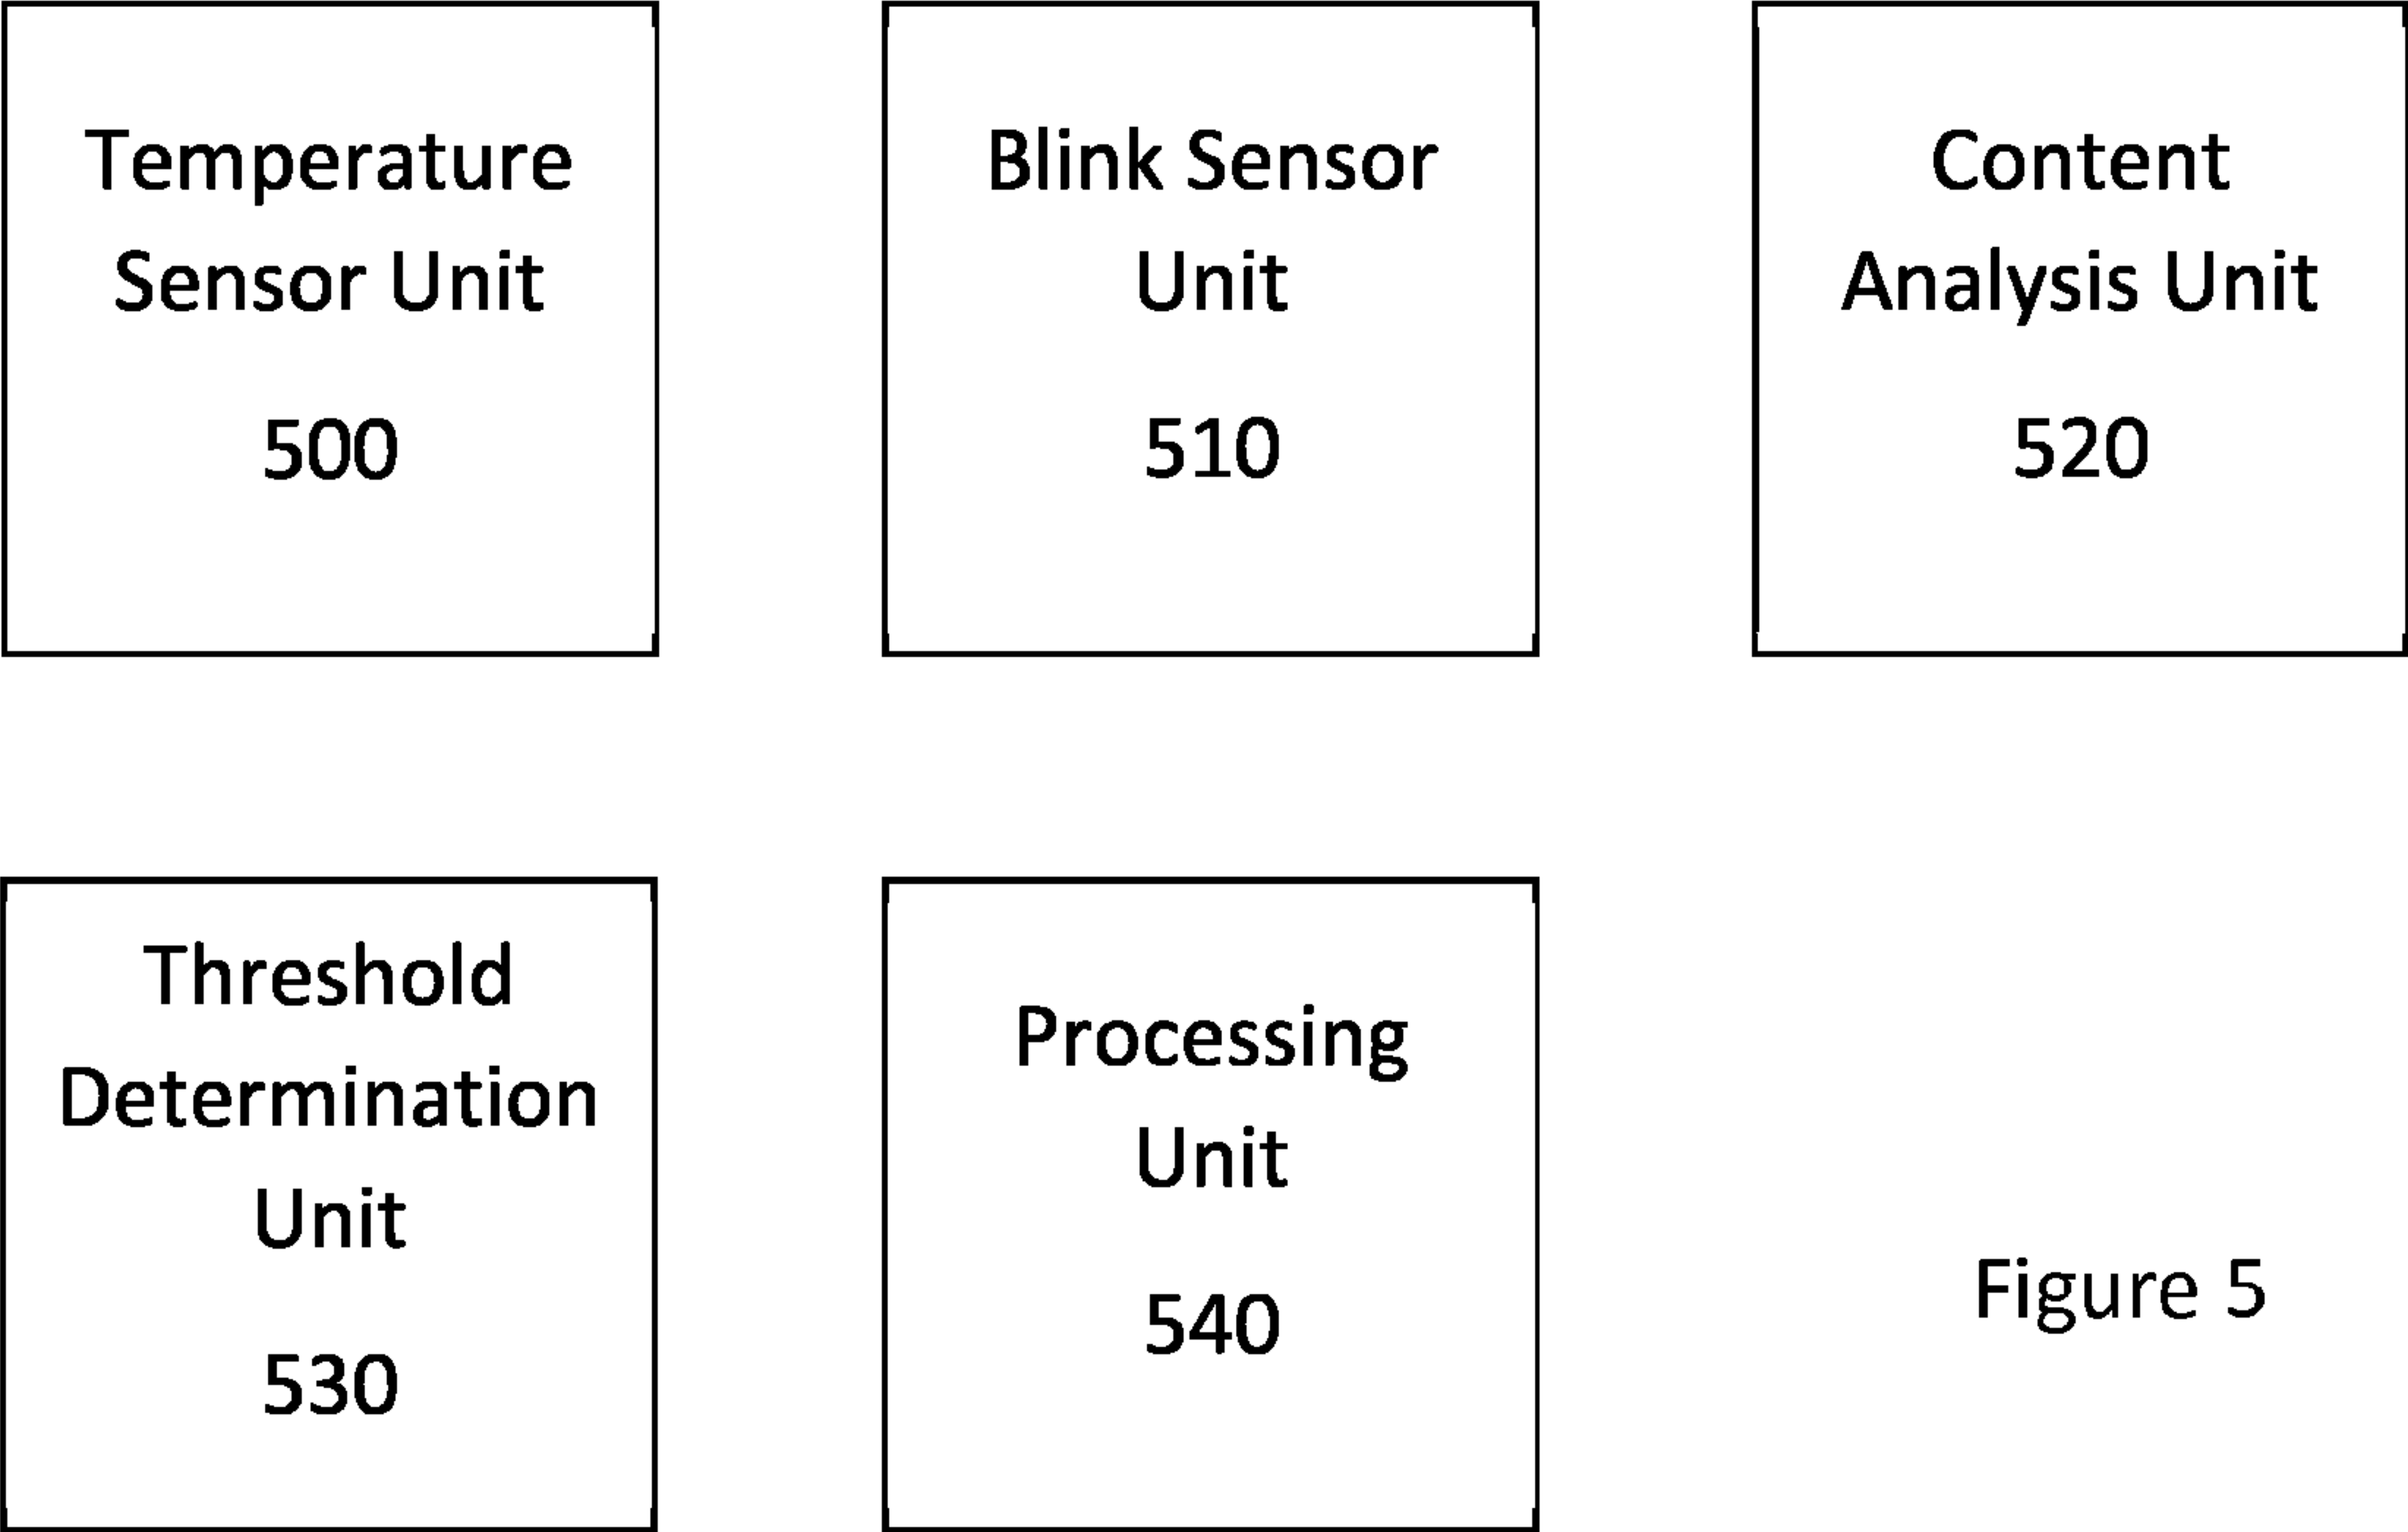 Temperature
Sensor Unit
500
Blink Sensor
Unit
510
Content
Analysis Unit
520
Threshold
Determination
Unit
530
Processing
Unit
540
Figure 5